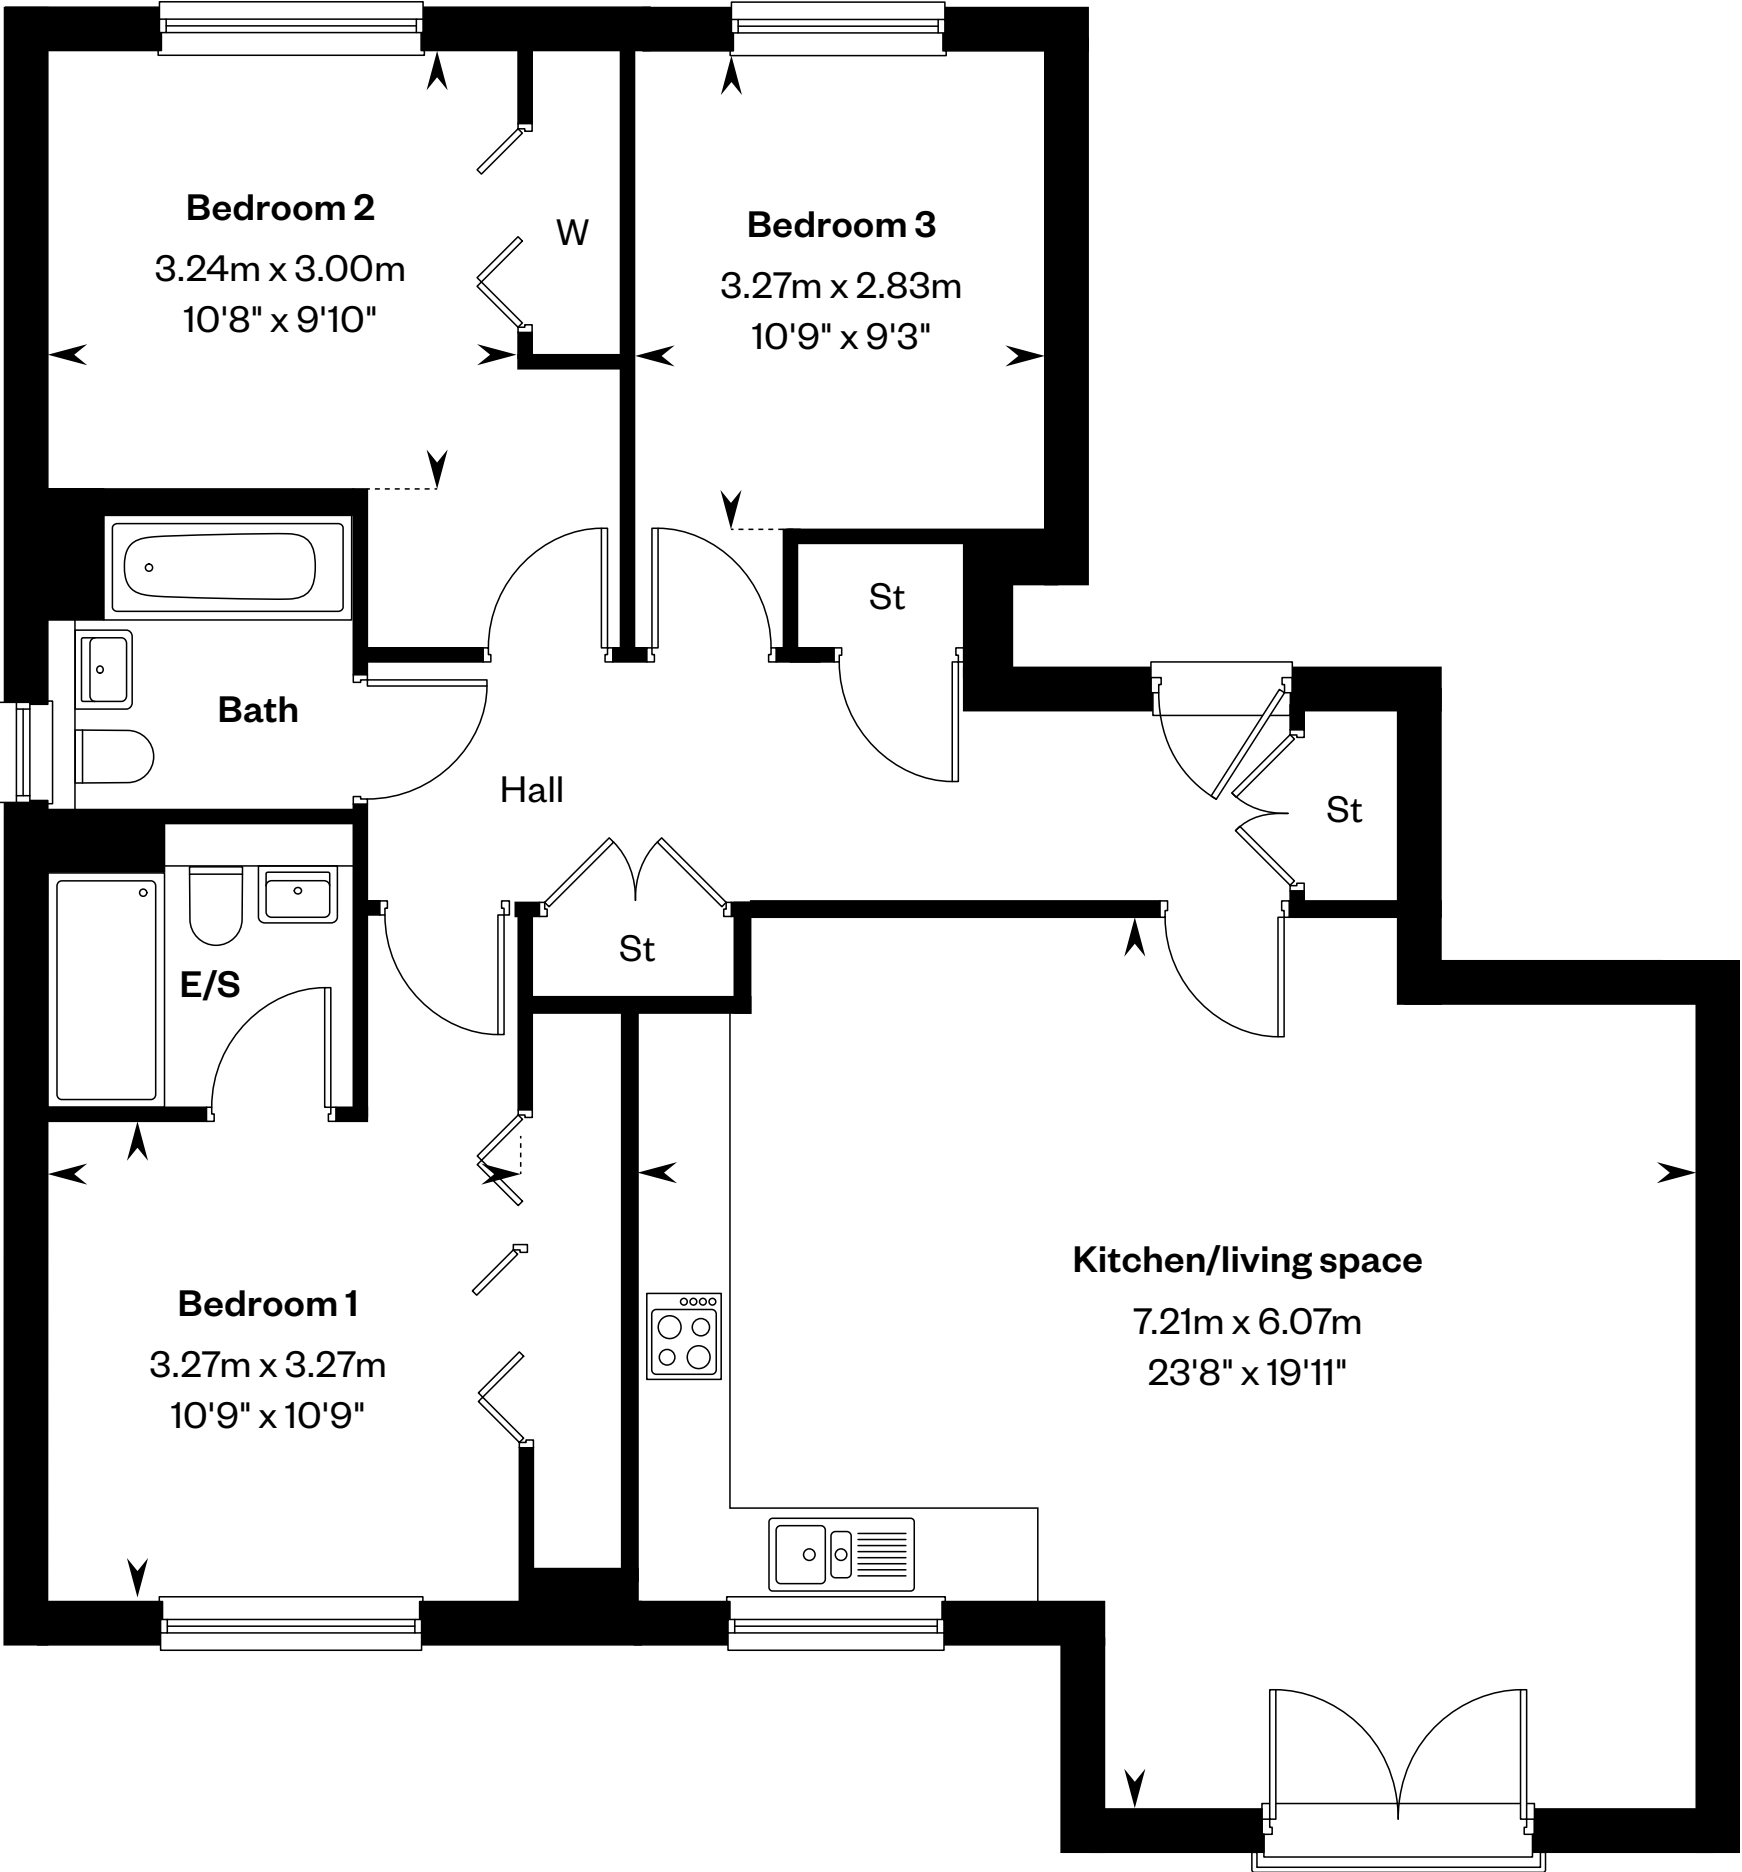 Bedroom 2
3.24m x 3.00m
10'8" x 9'10"
W
Bedroom 3
3.27m x 2.83m
10'9" x 9'3"
St
Bath
Hall
St
St
E/S
Bedroom 1
3.27m x 3.27m
10'9" x 10'9"
Kitchen/living space
7.21m x 6.07m
23'8" x 19'11"